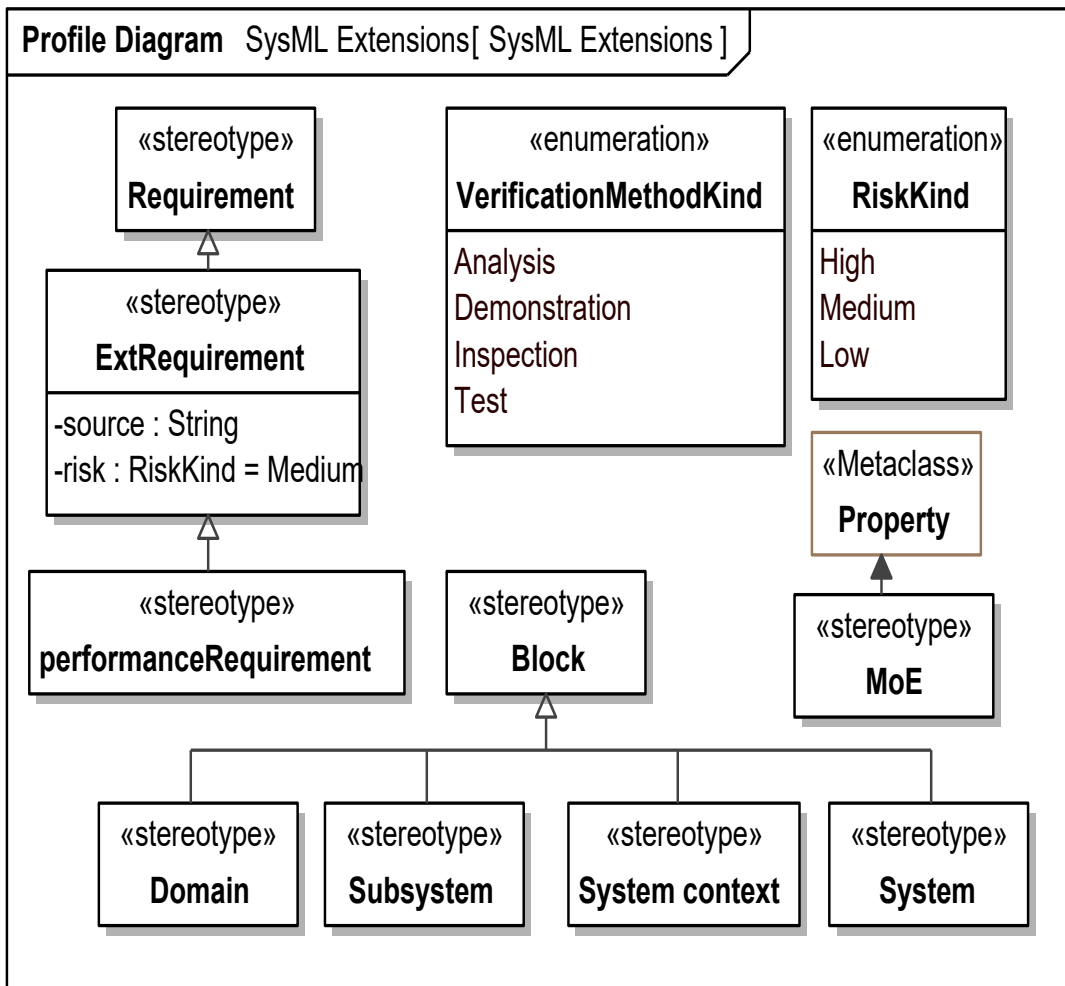 Profile Diagram SysML Extensions[ SysML Extensions ]
«stereotype»
Requirement
«stereotype»
ExtRequirement
-source : String
-risk : RiskKind = Medium
«stereotype»
performanceRequirement
«enumeration»
VerificationMethodKind
Analysis
Demonstration
Inspection
Test
«enumeration»
RiskKind
High
Medium
Low
«Metaclass»
Property
«stereotype»
MoE
«stereotype»
Block
«stereotype»
Domain
«stereotype»
Subsystem
«stereotype»
System context
«stereotype»
System